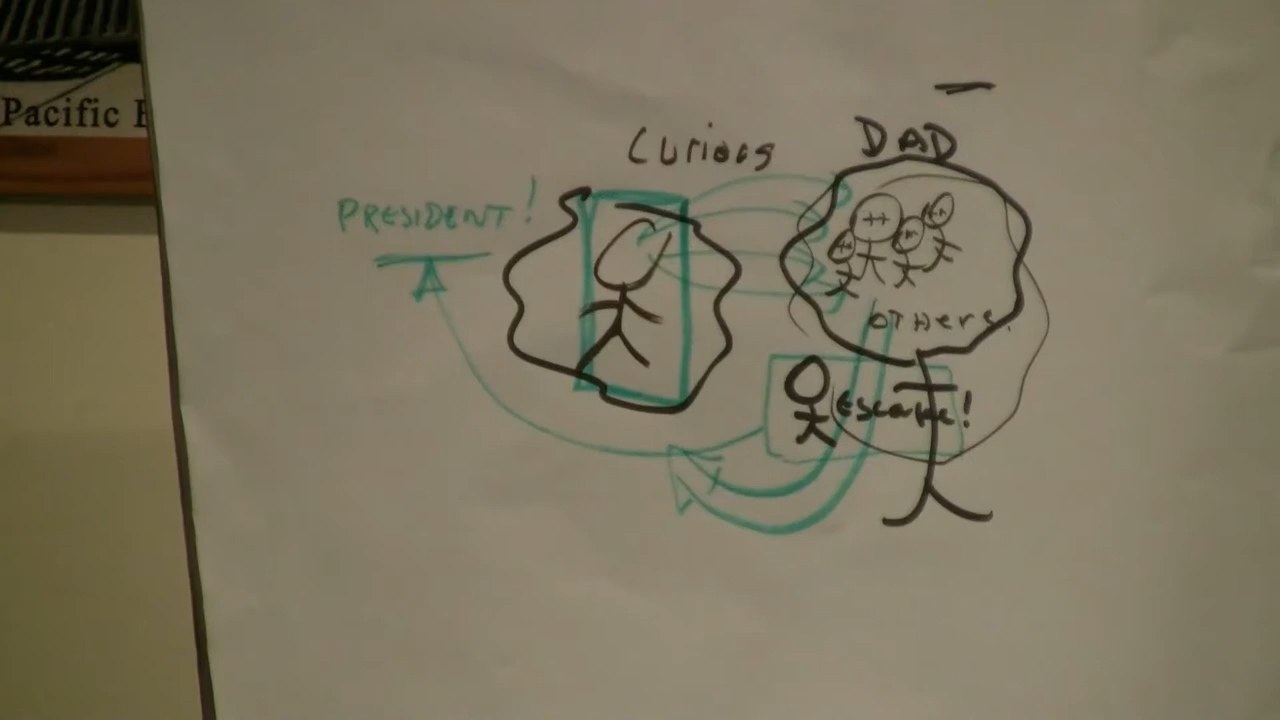 Pacific
Curious
DAD
PRESIDENT!
++
++
++
OTHers.
Escape!